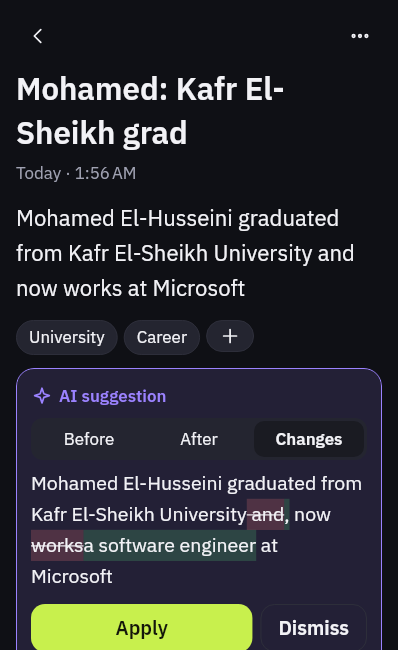 Mohamed: Kafr El-
Sheikh grad
Today · 1:56 AM
Mohamed El-Husseini graduated
from Kafr El-Sheikh University and
now works at Microsoft
University Career +
AI suggestion
Before After Changes
Mohamed El-Husseini graduated from
Kafr El-Sheikh University and, now
worksa software engineer at
Microsoft
Apply Dismiss